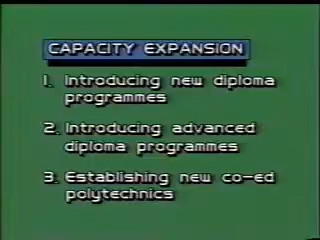 CAPACITY EXPANSION
1. Introducing new diploma
programmes
2. Introducing advanced
diploma programmes
3. Establishing new co-ed
polytechnics